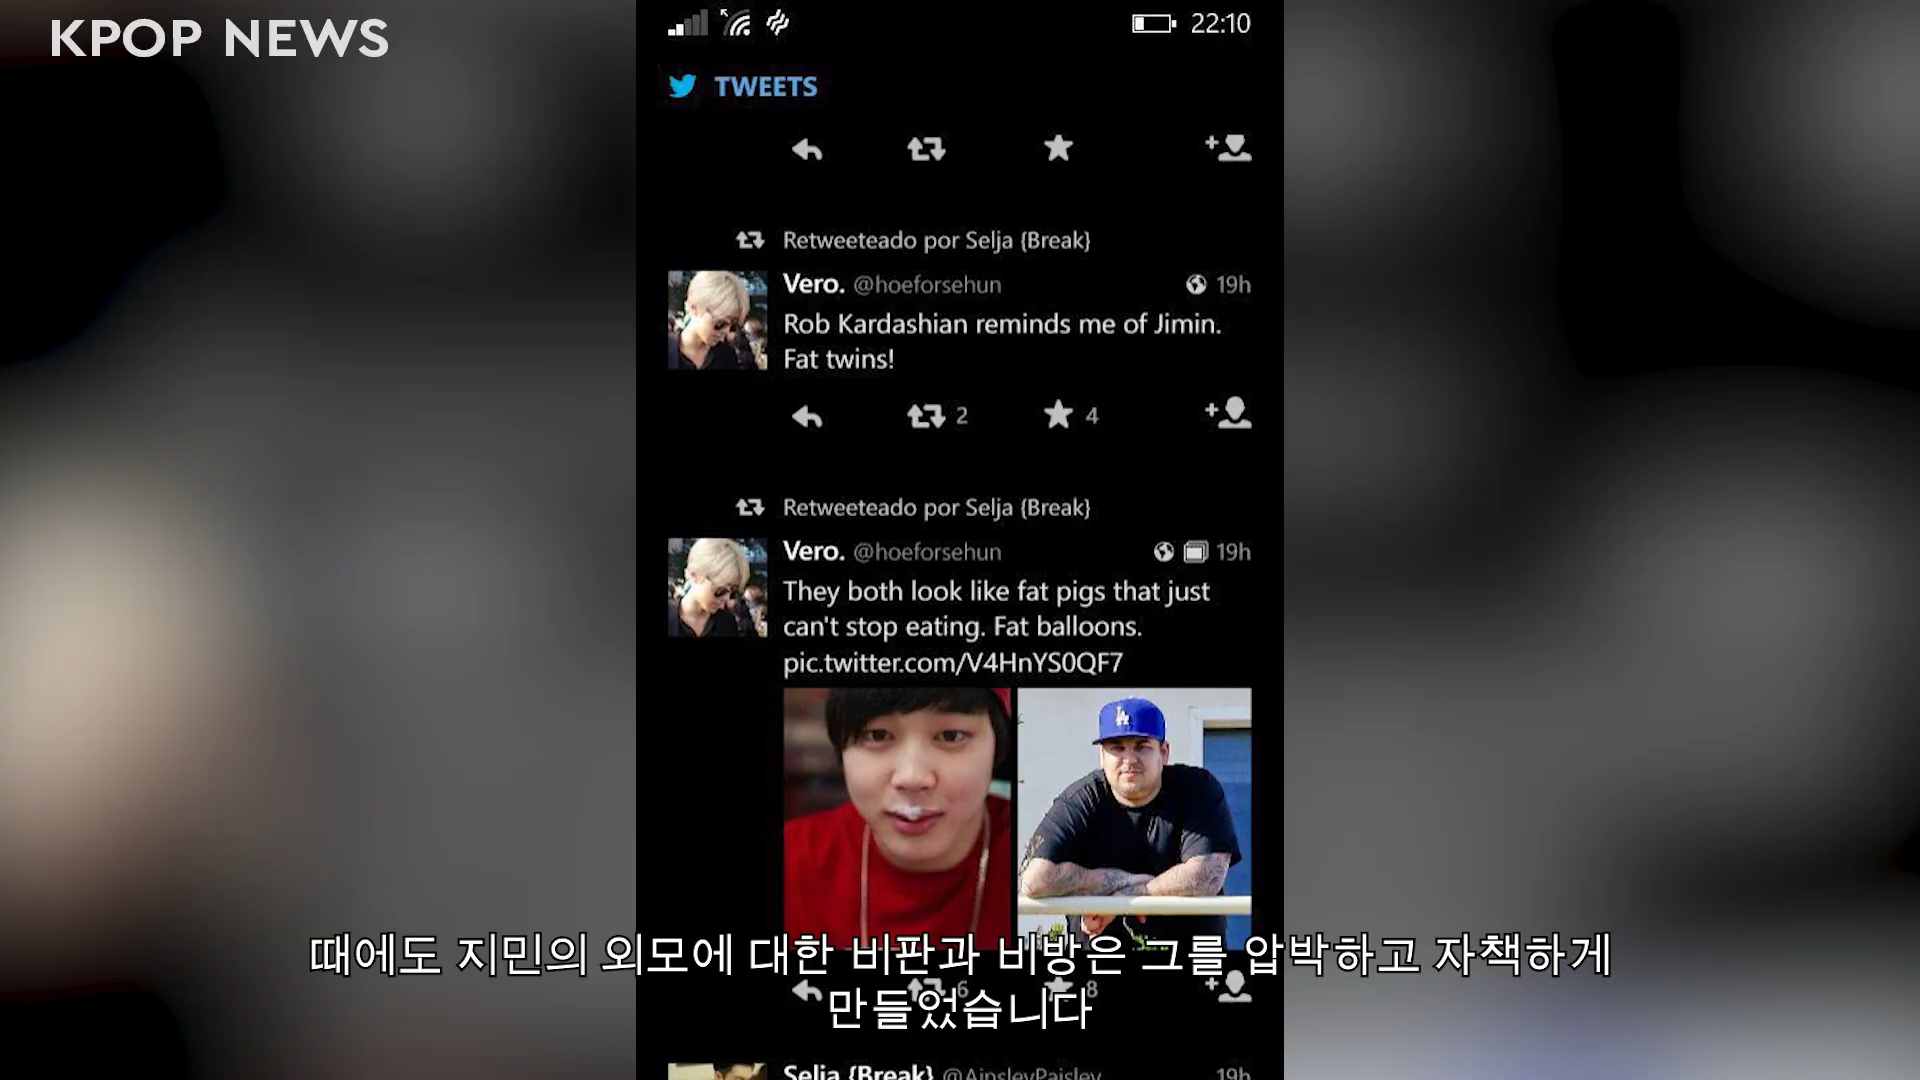 KPOP NEWS
22:10
TWEETS
Retweeteado por Selja {Break}
Vero. @hoeforsehun 19h
Rob Kardashian reminds me of Jimin.
Fat twins!
2 4
Retweeteado por Selja {Break}
Vero. @hoeforsehun 19h
They both look like fat pigs that just
can't stop eating. Fat balloons.
pic.twitter.com/V4HnYS0QF7
LA
때에도 지민의 외모에 대한 비판과 비방은 그를 압박하고 자책하게
6 8
만들었습니다
Selja {Break} @AinsleyPaisley 19h